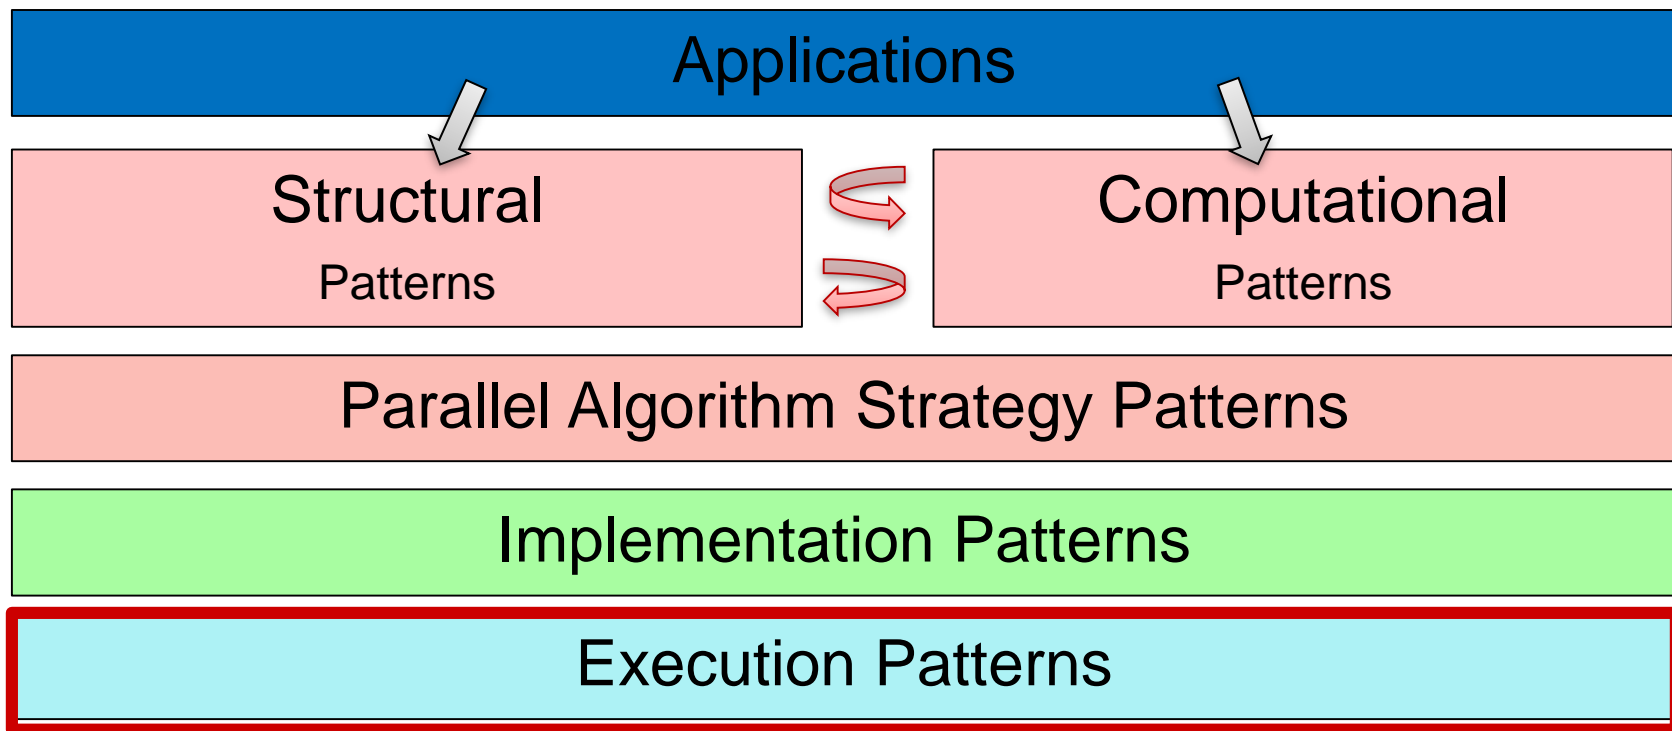 Applications
Structural
Patterns
Computational
Patterns
Parallel Algorithm Strategy Patterns
Implementation Patterns
Execution Patterns